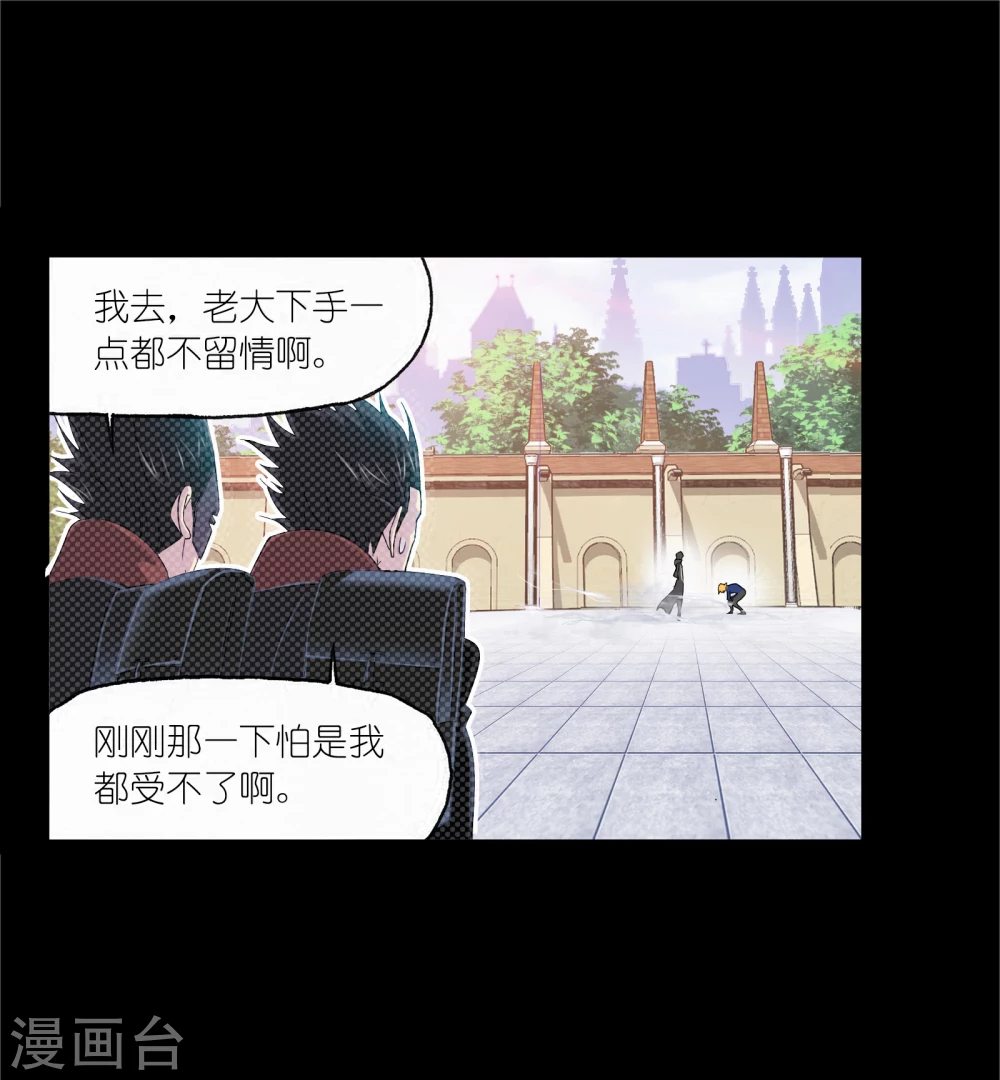 我去，老大下手一
点都不留情啊。
刚刚那一下怕是我
都受不了啊。
漫画台